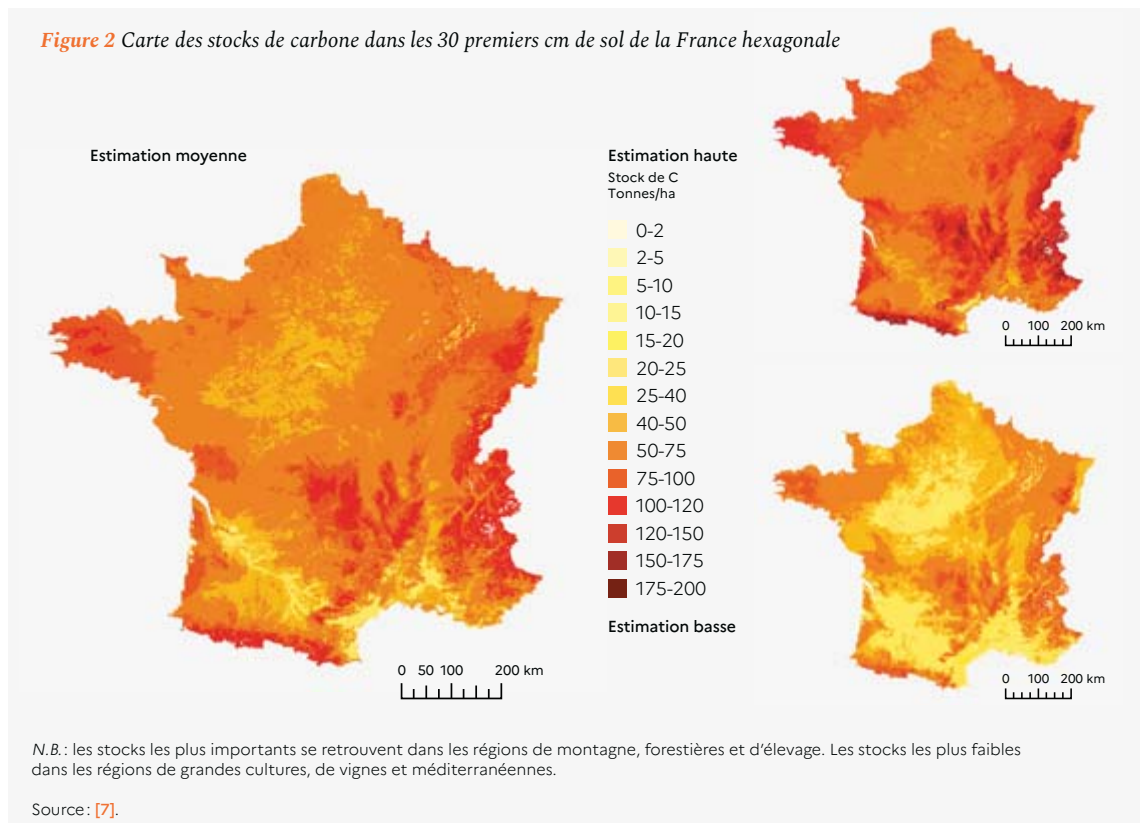 Figure 2 Carte des stocks de carbone dans les 30 premiers cm de sol de la France hexagonale
Estimation moyenne
0 50 100 200 km
Estimation haute
Stock de C
Tonnes/ha
0-2
2-5
5-10
10-15
15-20
20-25
25-40
40-50
50-75
75-100
100-120
120-150
150-175
175-200
Estimation basse
0 100 200 km
0 100 200 km
N.B. : les stocks les plus importants se retrouvent dans les régions de montagne, forestières et d'élevage. Les stocks les plus faibles
dans les régions de grandes cultures, de vignes et méditerranéennes.
Source : [7].